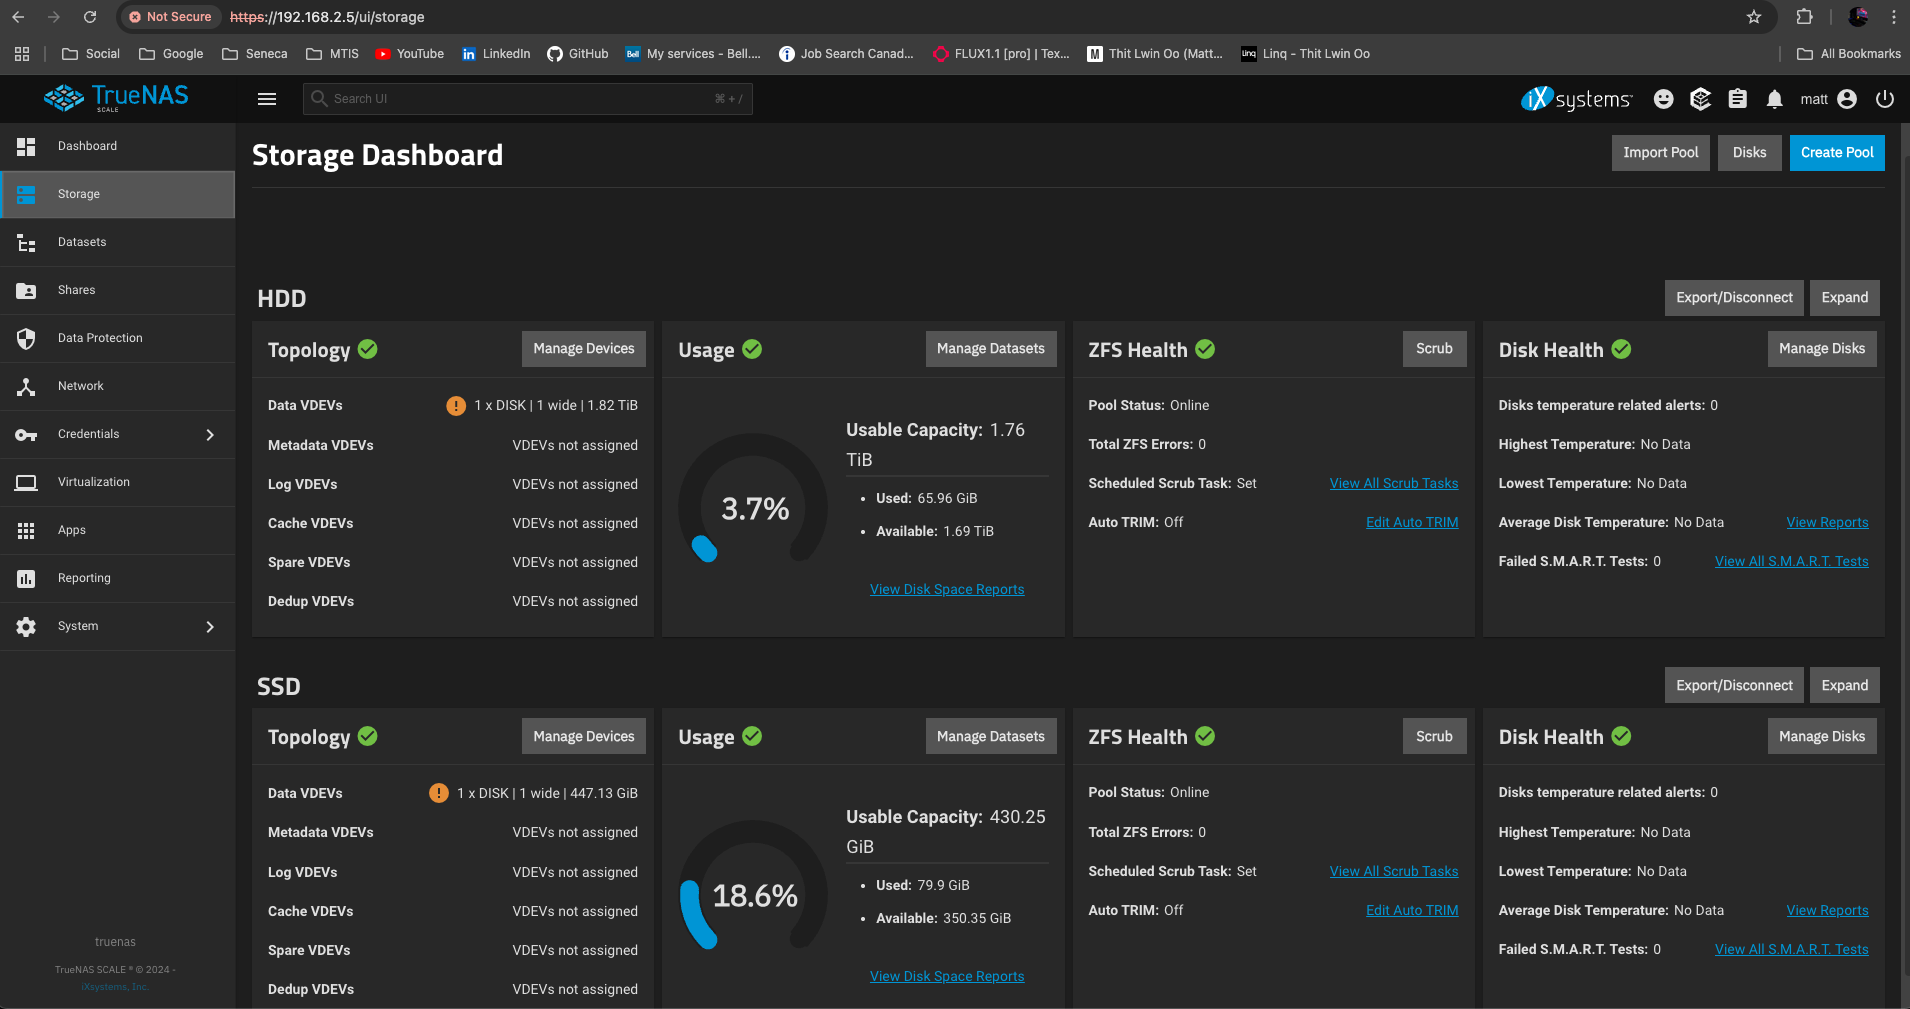 Not Secure https://192.168.2.5/ui/storage
Social Google Seneca MTIS YouTube LinkedIn GitHub Bell My services - Bell.... Job Search Canad... FLUX1.1 [pro] | Tex... M Thit Lwin Oo (Matt... Linq Linq - Thit Lwin Oo All Bookmarks
TrueNAS SCALE
Search UI ⌘ + /
iXsystems™ matt
Dashboard
Storage
Datasets
Shares
Data Protection
Network
Credentials
Virtualization
Apps
Reporting
System
truenas
TrueNAS SCALE ® © 2024 -
iXsystems, Inc.
Storage Dashboard
Import Pool Disks Create Pool
HDD
Export/Disconnect Expand
Topology Manage Devices
Data VDEVs 1 x DISK | 1 wide | 1.82 TiB
Metadata VDEVs VDEVs not assigned
Log VDEVs VDEVs not assigned
Cache VDEVs VDEVs not assigned
Spare VDEVs VDEVs not assigned
Dedup VDEVs VDEVs not assigned
Usage Manage Datasets
3.7%
Usable Capacity: 1.76
TiB
Used: 65.96 GiB
Available: 1.69 TiB
View Disk Space Reports
ZFS Health Scrub
Pool Status: Online
Total ZFS Errors: 0
Scheduled Scrub Task: Set View All Scrub Tasks
Auto TRIM: Off Edit Auto TRIM
Disk Health Manage Disks
Disks temperature related alerts: 0
Highest Temperature: No Data
Lowest Temperature: No Data
Average Disk Temperature: No Data View Reports
Failed S.M.A.R.T. Tests: 0 View All S.M.A.R.T. Tests
SSD
Export/Disconnect Expand
Topology Manage Devices
Data VDEVs 1 x DISK | 1 wide | 447.13 GiB
Metadata VDEVs VDEVs not assigned
Log VDEVs VDEVs not assigned
Cache VDEVs VDEVs not assigned
Spare VDEVs VDEVs not assigned
Dedup VDEVs VDEVs not assigned
Usage Manage Datasets
18.6%
Usable Capacity: 430.25
GiB
Used: 79.9 GiB
Available: 350.35 GiB
View Disk Space Reports
ZFS Health Scrub
Pool Status: Online
Total ZFS Errors: 0
Scheduled Scrub Task: Set View All Scrub Tasks
Auto TRIM: Off Edit Auto TRIM
Disk Health Manage Disks
Disks temperature related alerts: 0
Highest Temperature: No Data
Lowest Temperature: No Data
Average Disk Temperature: No Data View Reports
Failed S.M.A.R.T. Tests: 0 View All S.M.A.R.T. Tests